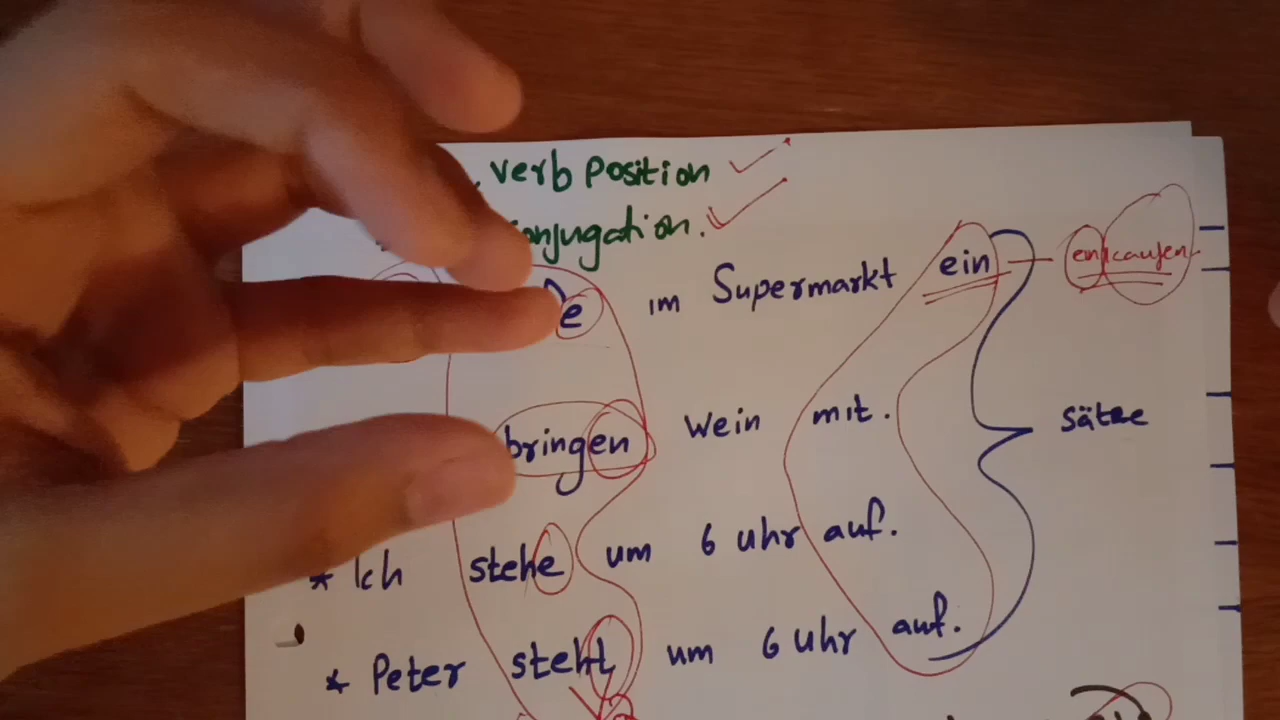 verb Position
onjugation.
e im Supermarkt ein einkaufen
bringen Wein mit.
sätze
* Ich stehe um 6 uhr auf.
* Peter steht um 6 Uhr auf.